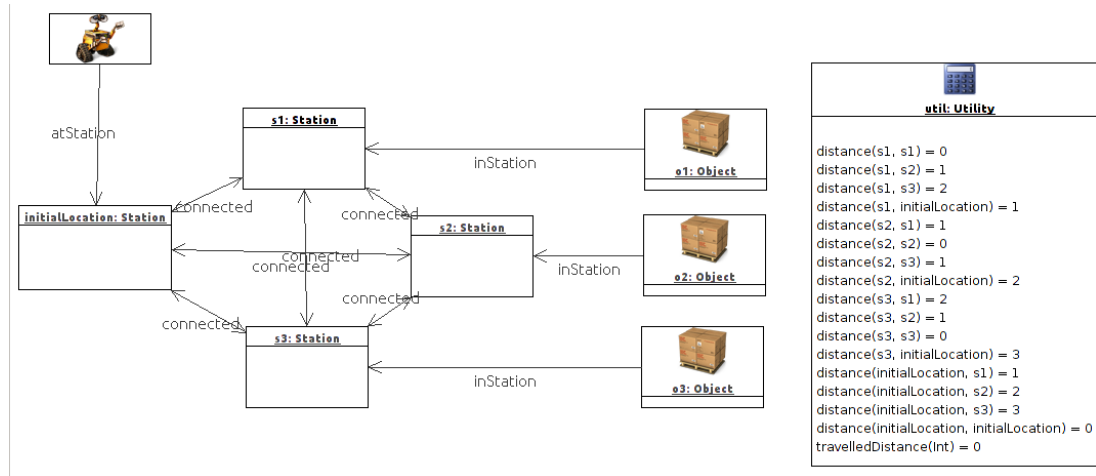 atStation
s1: Station
inStation
o1: Object
connected
connected
initialLocation: Station
s2: Station
connected
connected
inStation
o2: Object
connected
connected
s3: Station
inStation
o3: Object
util: Utility
distance(s1, s1) = 0
distance(s1, s2) = 1
distance(s1, s3) = 2
distance(s1, initialLocation) = 1
distance(s2, s1) = 1
distance(s2, s2) = 0
distance(s2, s3) = 1
distance(s2, initialLocation) = 2
distance(s3, s1) = 2
distance(s3, s2) = 1
distance(s3, s3) = 0
distance(s3, initialLocation) = 3
distance(initialLocation, s1) = 1
distance(initialLocation, s2) = 2
distance(initialLocation, s3) = 3
distance(initialLocation, initialLocation) = 0
travelledDistance(Int) = 0